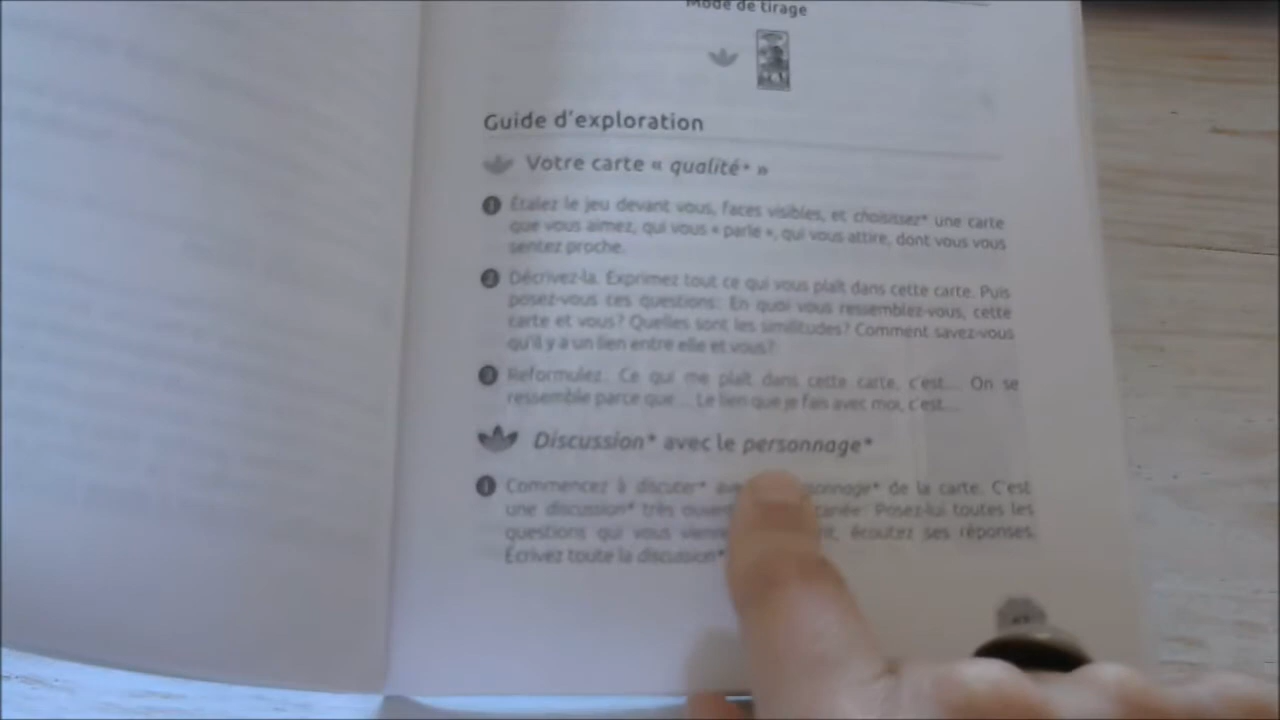 Mode de tirage
Guide d'exploration
Votre carte « qualité* »
1 Étalez le jeu devant vous, faces visibles, et choisissez* une carte
que vous aimez, qui vous « parle », qui vous attire, dont vous vous
sentez proche.
2 Décrivez-la. Exprimez tout ce qui vous plaît dans cette carte. Puis
posez-vous ces questions: En quoi vous ressemblez-vous, cette
carte et vous? Quelles sont les similitudes? Comment savez-vous
qu'il y a un lien entre elle et vous?
3 Reformulez. Ce qui me plaît dans cette carte, c'est... On se
ressemble parce que... Le lien que je fais avec moi, c'est...
Discussion* avec le personnage*
1 Commencez à discuter* de la carte. C'est
une discussion* très Posez-lui toutes les
questions qui vous écoutez ses réponses.
Écrivez toute la discussion*